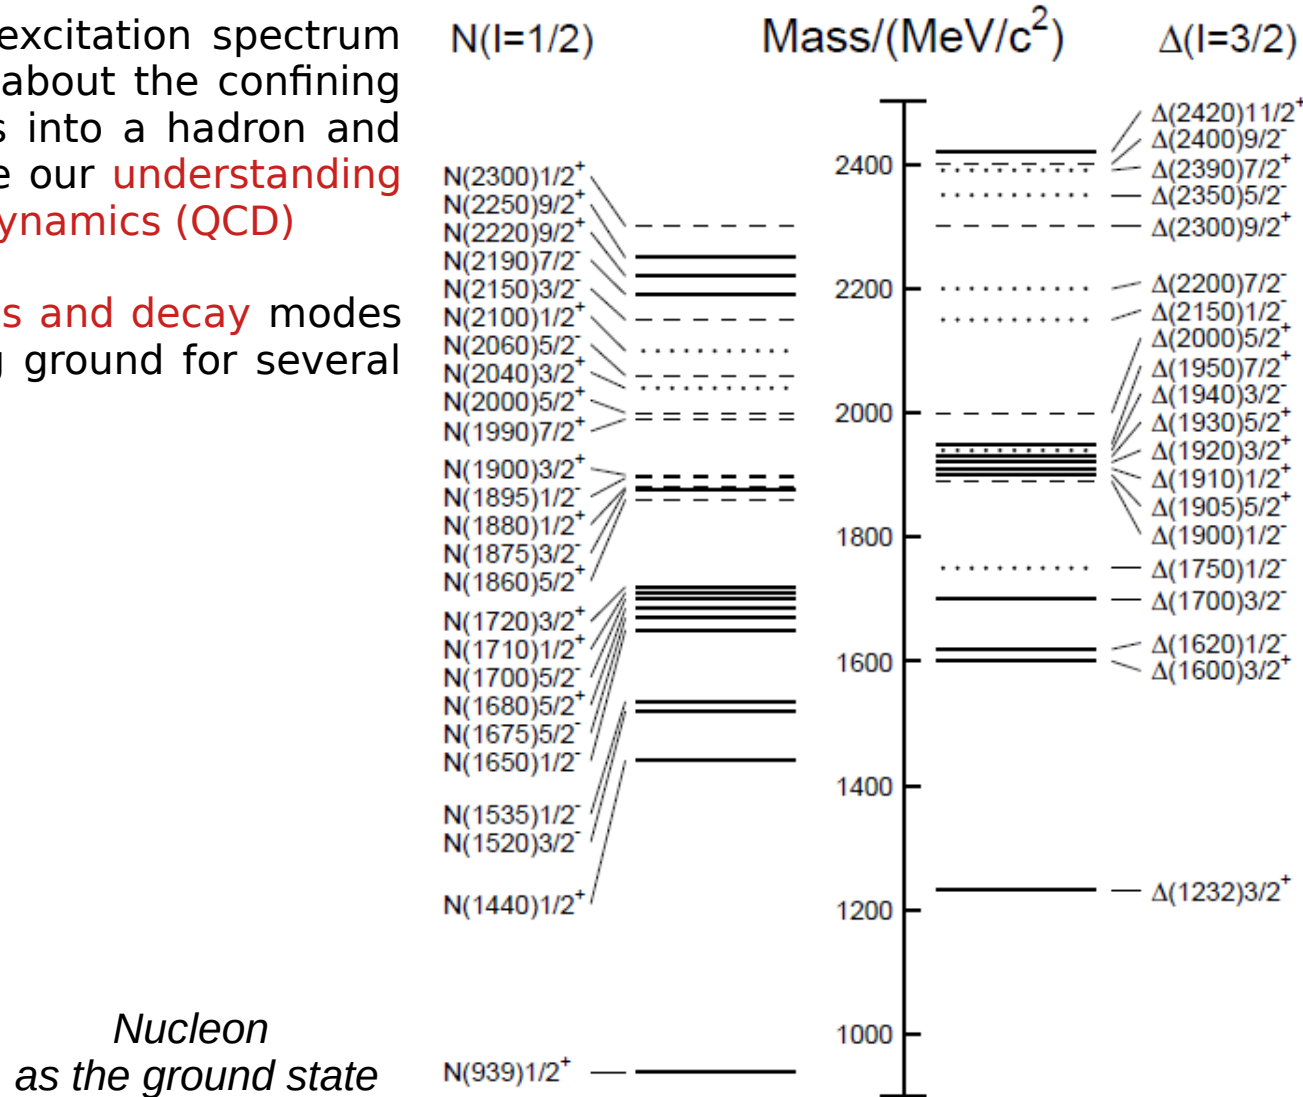 excitation spectrum
about the confining
s into a hadron and
e our understanding
ynamics (QCD)
s and decay modes
g ground for several
Nucleon
as the ground state
N(I=1/2)
Mass/(MeV/c²)
Δ(I=3/2)
N(2300)1/2⁺
N(2250)9/2⁻
N(2220)9/2⁺
N(2190)7/2⁻
N(2150)3/2⁻
N(2100)1/2⁺
N(2060)5/2⁻
N(2040)3/2⁺
N(2000)5/2⁺
N(1990)7/2⁺
N(1900)3/2⁺
N(1895)1/2⁻
N(1880)1/2⁺
N(1875)3/2⁻
N(1860)5/2⁺
N(1720)3/2⁺
N(1710)1/2⁺
N(1700)5/2⁻
N(1680)5/2⁺
N(1675)5/2⁻
N(1650)1/2⁻
N(1535)1/2⁻
N(1520)3/2⁻
N(1440)1/2⁺
N(939)1/2⁺
2400
2200
2000
1800
1600
1400
1200
1000
Δ(2420)11/2⁺
Δ(2400)9/2⁻
Δ(2390)7/2⁺
Δ(2350)5/2⁻
Δ(2300)9/2⁺
Δ(2200)7/2⁻
Δ(2150)1/2⁻
Δ(2000)5/2⁺
Δ(1950)7/2⁺
Δ(1940)3/2⁻
Δ(1930)5/2⁺
Δ(1920)3/2⁺
Δ(1910)1/2⁺
Δ(1905)5/2⁺
Δ(1900)1/2⁻
Δ(1750)1/2⁻
Δ(1700)3/2⁻
Δ(1620)1/2⁻
Δ(1600)3/2⁺
Δ(1232)3/2⁺